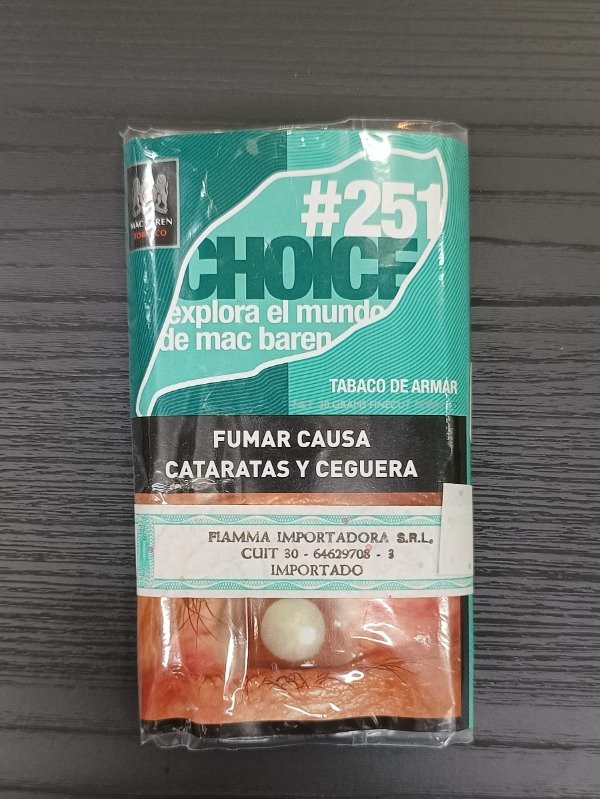 #251
MAC BAREN
TOBACCO
CHOICE
explora el mundo
de mac baren
TABACO DE ARMAR
FUMAR CAUSA
CATARATAS Y CEGUERA
FIAMMA IMPORTADORA S.R.L.
CUIT 30 - 64629708 - 3
IMPORTADO